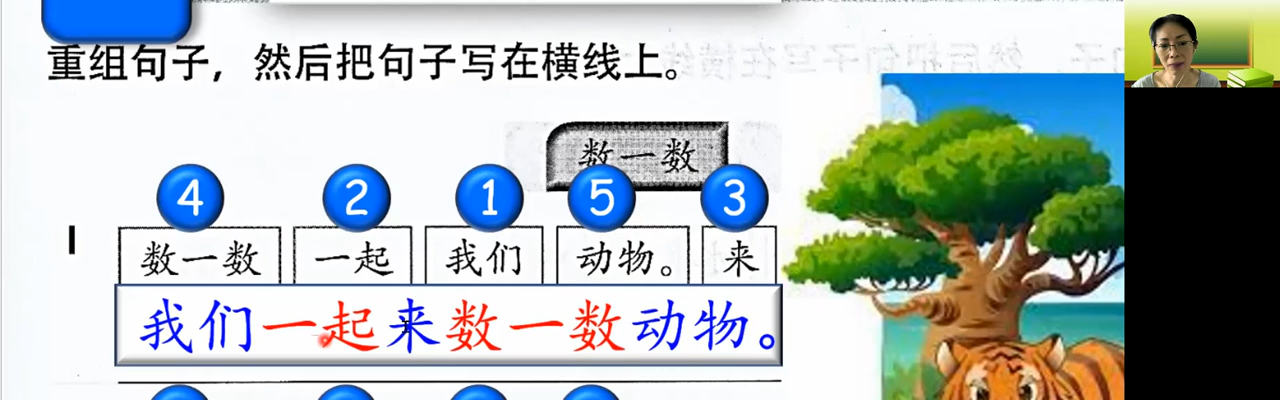 重组句子，然后把句子写在横线上。
数一数
4 2 1 5 3
1 数一数 一起 我们 动物。 来
我们一起来数一数动物。